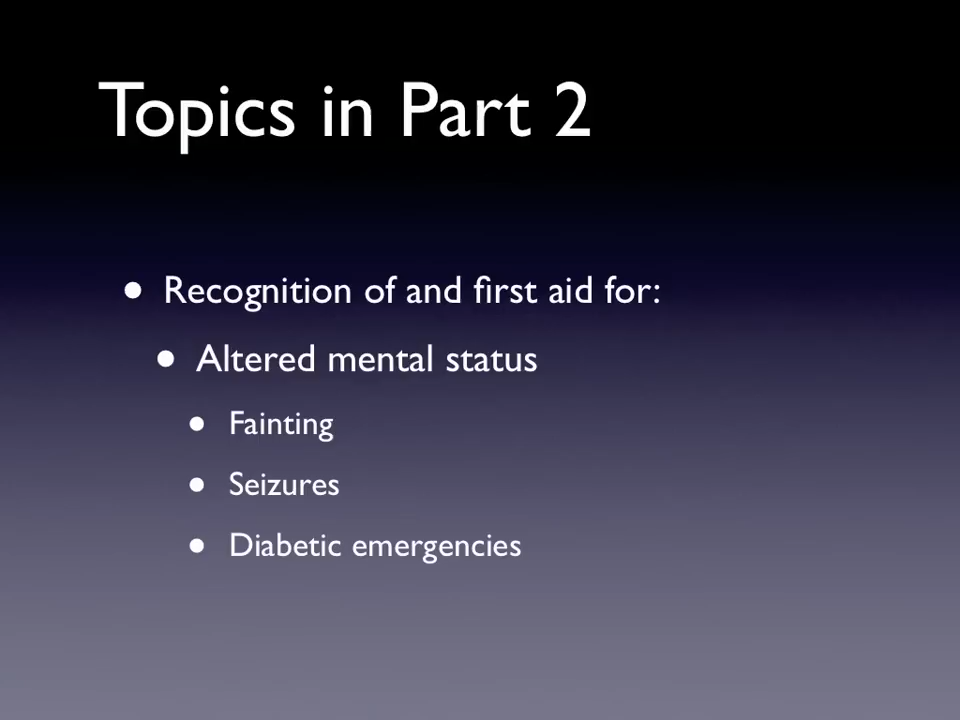 Topics in Part 2
• Recognition of and first aid for:
• Altered mental status
• Fainting
• Seizures
• Diabetic emergencies